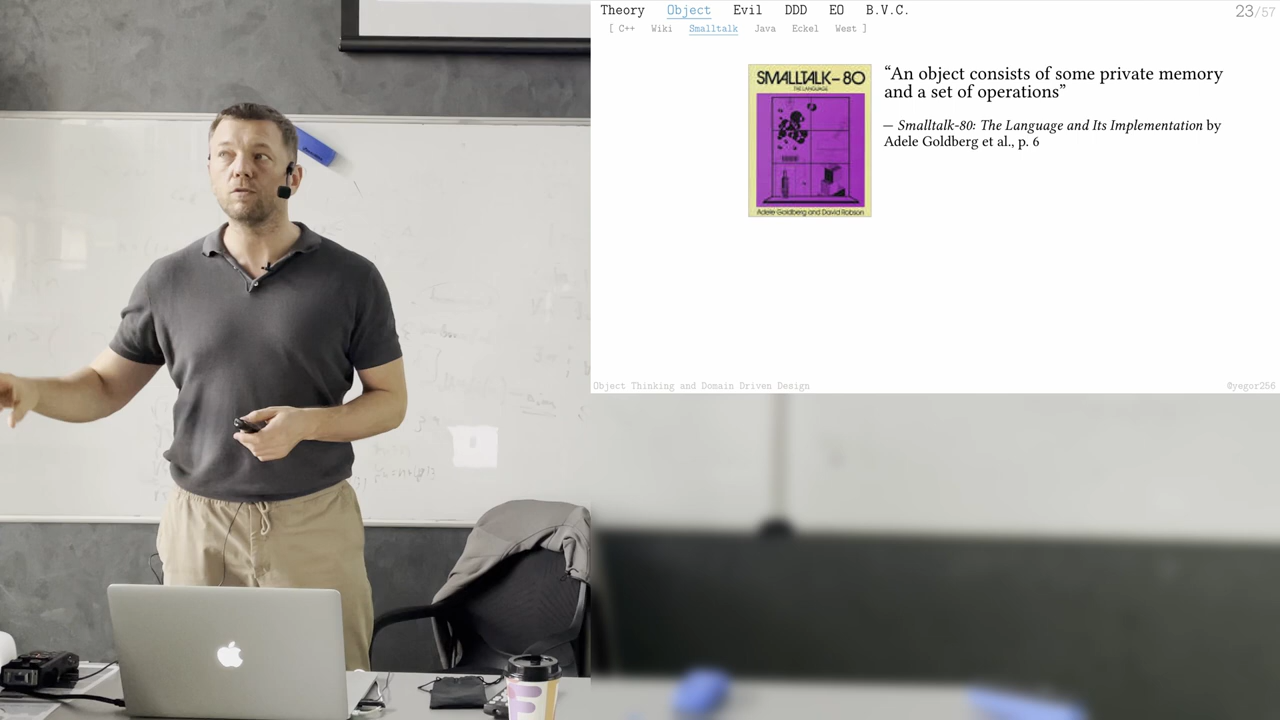 Theory Object Evil DDD EO B.V.C.
23/57
[ C++ Wiki Smalltalk Java Eckel West ]
SMALLTALK-80
THE LANGUAGE
Adele Goldberg and David Robson
“An object consists of some private memory
and a set of operations”
— Smalltalk-80: The Language and Its Implementation by
Adele Goldberg et al., p. 6
Object Thinking and Domain Driven Design
@yegor256